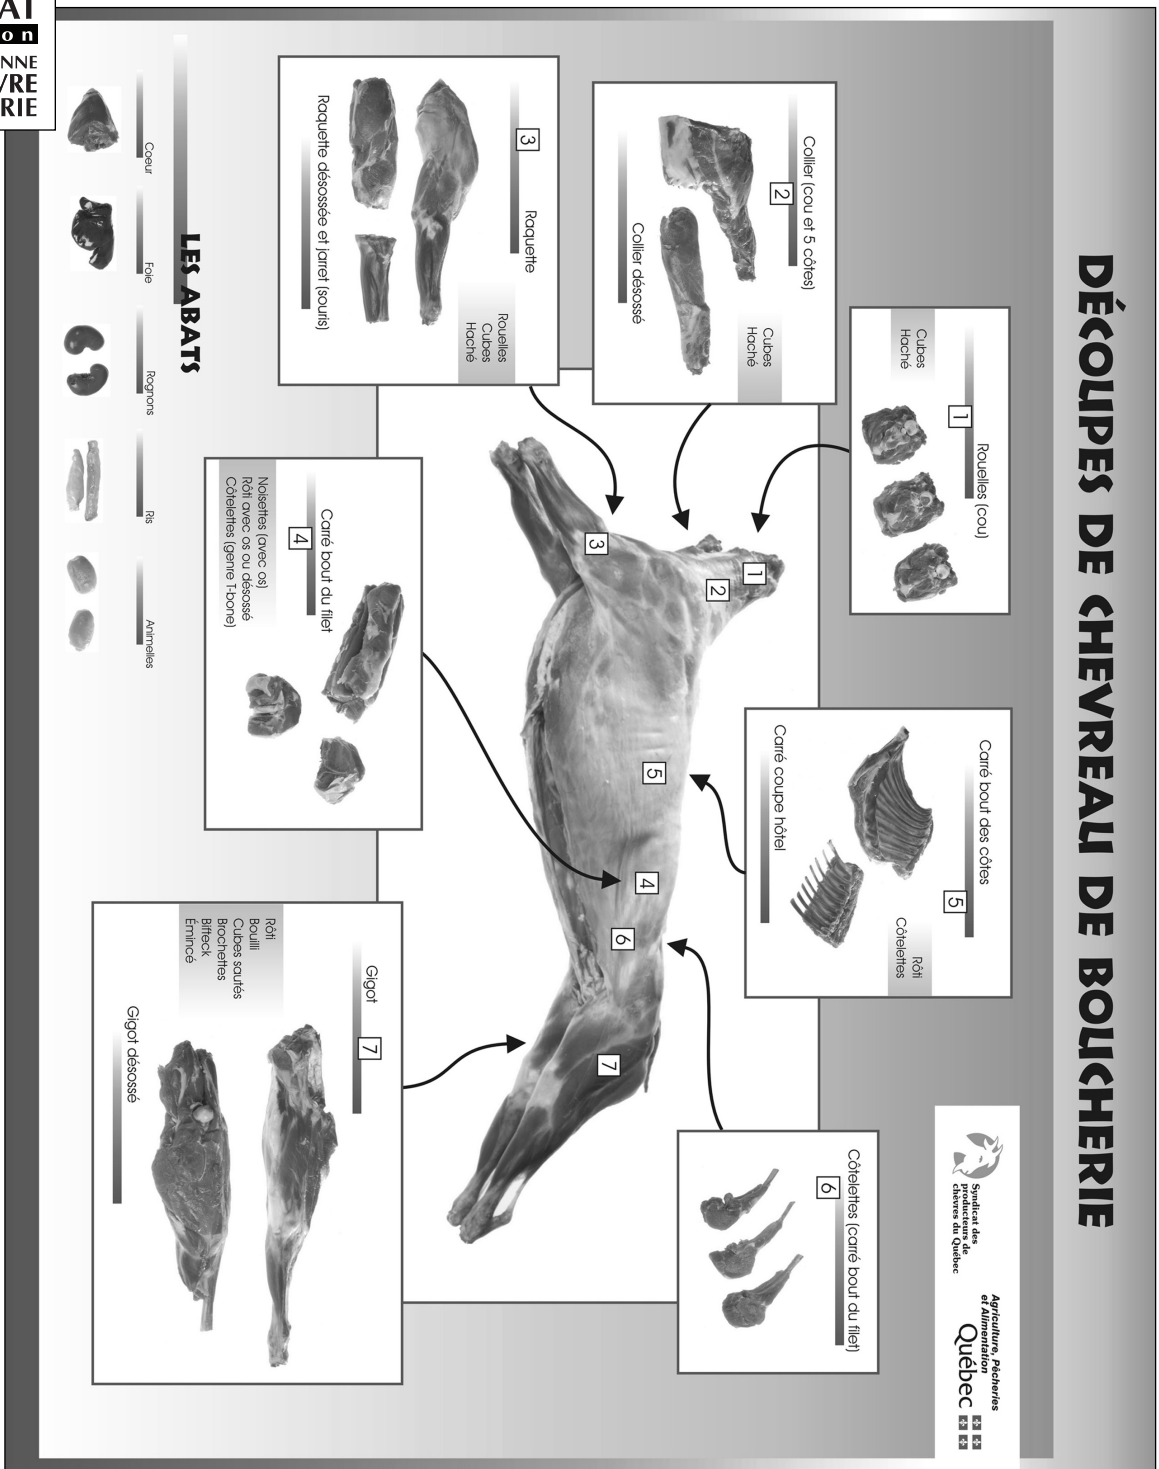 DÉCOUPES DE CHEVREAU DE BOUCHERIE
1
Rouelles (cou)
Cubes
Haché
Collier (cou et 5 côtes)
2
Cubes
Haché
Collier désossé
3
Raquette
Rouelles
Cubes
Haché
Raquette désossée et jarret (souris)
Carré bout des côtes
5
Rôti
Côtelettes
Carré coupe hôtel
Carré bout du filet
4
Noisettes (avec os)
Rôti avec os ou désossé
Côtelettes (genre T-bone)
Côtelettes (carré bout du filet)
6
Gigot
7
Rôti
Bouilli
Cubes sautés
Brochettes
Bifteck
Émincé
Gigot désossé
1
2
3
5
4
6
7
LES ABATS
Coeur
Foie
Rognons
Ris
Animelles
Syndicat des
producteurs de
chèvres du Québec
Agriculture, Pêcheries
et Alimentation
Québec
AT
on
NNE
VRE
RIE